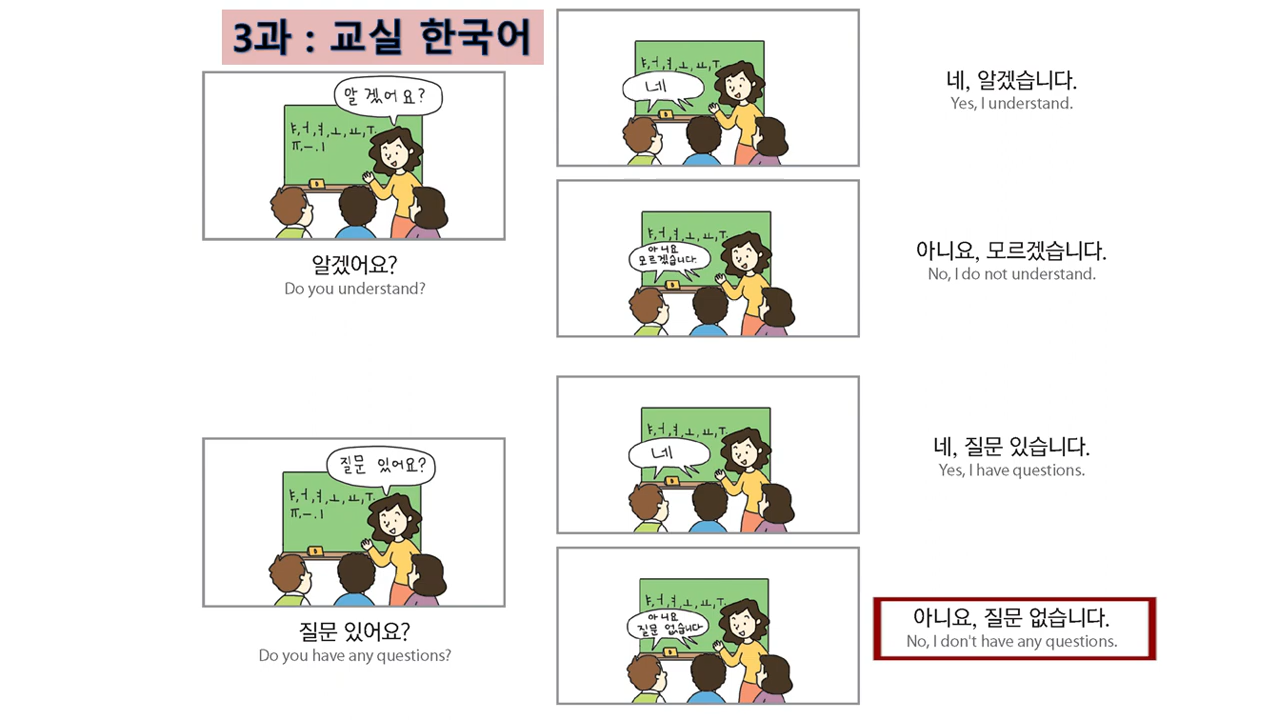 3과 : 교실 한국어
알겠어요?
ㅑ,ㅓ,ㅕ,ㅗ,ㅛ,ㅜ,
ㅠ,ㅡ.ㅣ
알겠어요?
Do you understand?
ㅑ,ㅓ,ㅕ,ㅗ,ㅛ,ㅜ,
네
네, 알겠습니다.
Yes, I understand.
ㅑ,ㅓ,ㅕ,ㅗ,ㅛ,ㅜ,
아니요
모르겠습니다.
아니요, 모르겠습니다.
No, I do not understand.
질문 있어요?
ㅑ,ㅓ,ㅕ,ㅗ,ㅛ,ㅜ,
ㅠ,ㅡ.ㅣ
질문 있어요?
Do you have any questions?
ㅑ,ㅓ,ㅕ,ㅗ,ㅛ,ㅜ,
네
네, 질문 있습니다.
Yes, I have questions.
ㅑ,ㅓ,ㅕ,ㅗ,ㅛ,ㅜ,
아니요
질문 없습니다
아니요, 질문 없습니다.
No, I don't have any questions.